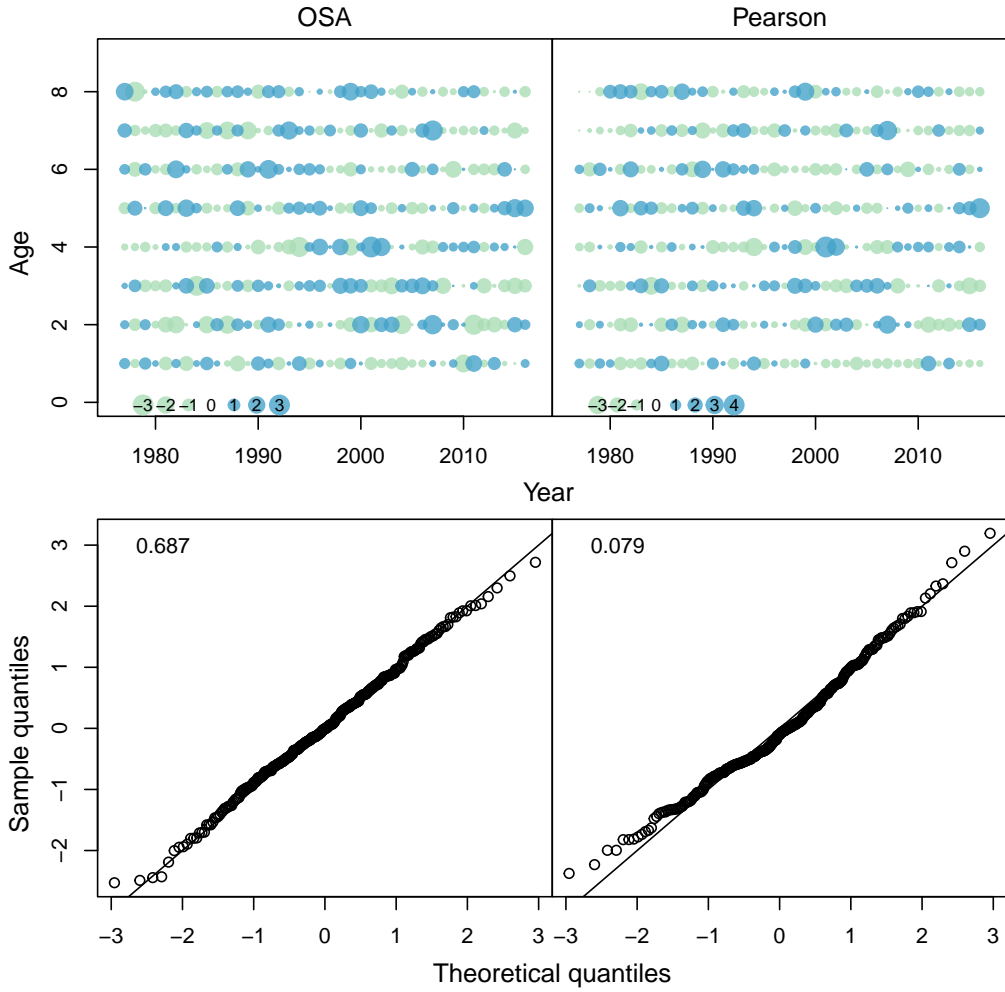 OSA Pearson
8
6
4
2
0
Age
−3 −2 −1 0 1 2 3
−3 −2 −1 0 1 2 3 4
1980 1990 2000 2010 1980 1990 2000 2010
Year
0.687 0.079
3
2
1
0
−1
−2
Sample quantiles
−3 −2 −1 0 1 2 3 −3 −2 −1 0 1 2 3
Theoretical quantiles